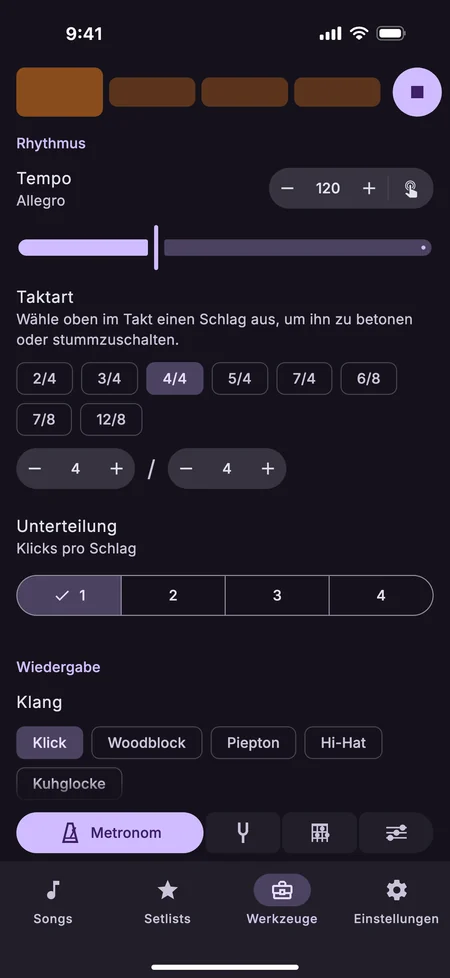 9:41
Rhythmus
Tempo
Allegro
120
Taktart
Wähle oben im Takt einen Schlag aus, um ihn zu betonen
oder stummzuschalten.
2/4 3/4 4/4 5/4 7/4 6/8
7/8 12/8
4 / 4
Unterteilung
Klicks pro Schlag
1 2 3 4
Wiedergabe
Klang
Klick Woodblock Piepton Hi-Hat
Kuhglocke
Metronom
Songs Setlists Werkzeuge Einstellungen